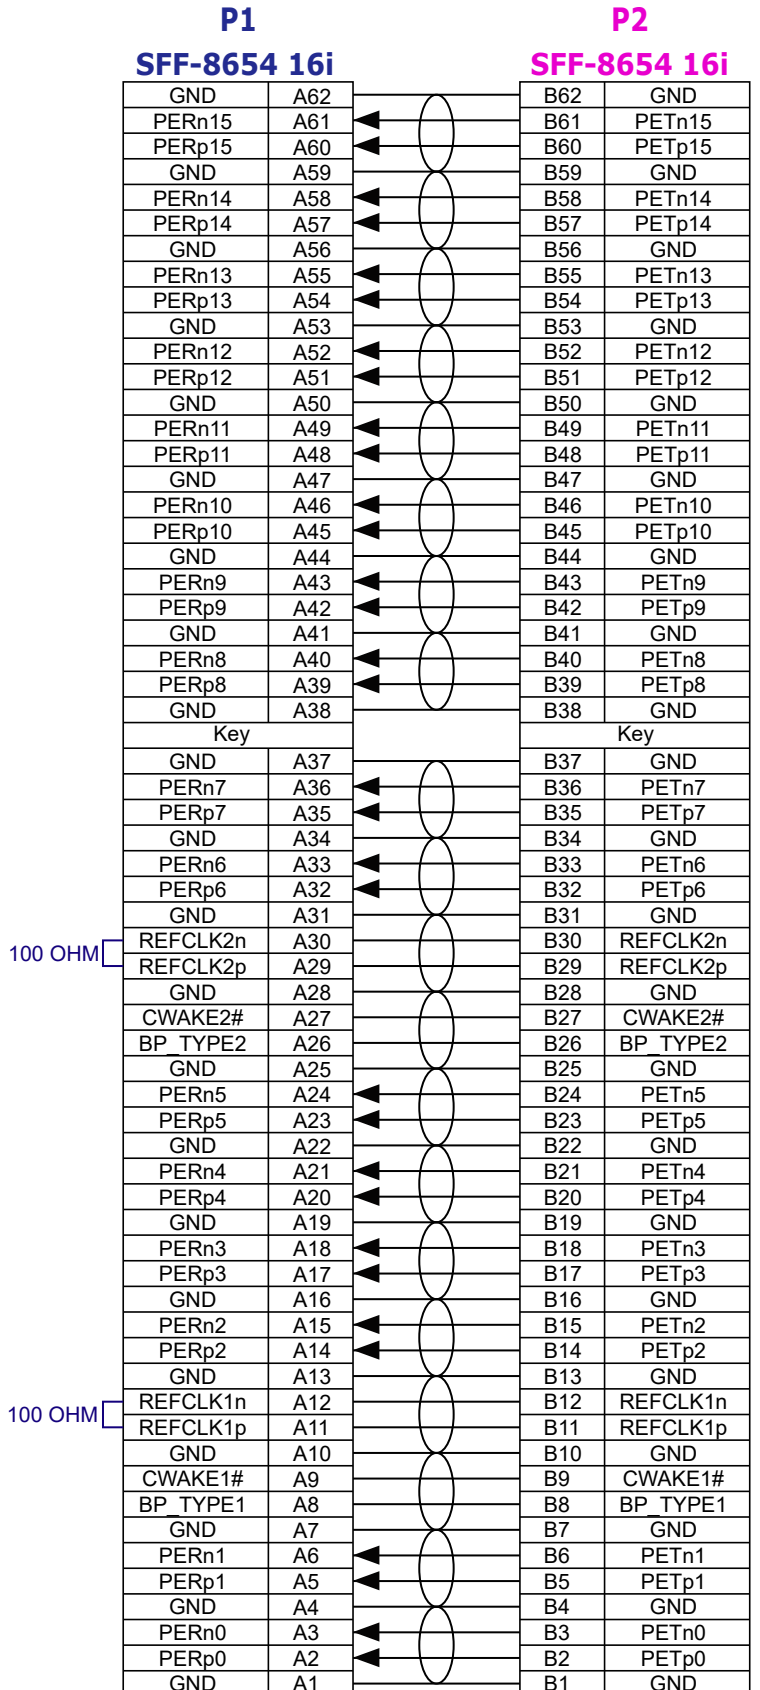 P1 P2
SFF-8654 16i SFF-8654 16i
GND A62 B62 GND
PERn15 A61 B61 PETn15
PERp15 A60 B60 PETp15
GND A59 B59 GND
PERn14 A58 B58 PETn14
PERp14 A57 B57 PETp14
GND A56 B56 GND
PERn13 A55 B55 PETn13
PERp13 A54 B54 PETp13
GND A53 B53 GND
PERn12 A52 B52 PETn12
PERp12 A51 B51 PETp12
GND A50 B50 GND
PERn11 A49 B49 PETn11
PERp11 A48 B48 PETp11
GND A47 B47 GND
PERn10 A46 B46 PETn10
PERp10 A45 B45 PETp10
GND A44 B44 GND
PERn9 A43 B43 PETn9
PERp9 A42 B42 PETp9
GND A41 B41 GND
PERn8 A40 B40 PETn8
PERp8 A39 B39 PETp8
GND A38 B38 GND
Key Key
GND A37 B37 GND
PERn7 A36 B36 PETn7
PERp7 A35 B35 PETp7
GND A34 B34 GND
PERn6 A33 B33 PETn6
PERp6 A32 B32 PETp6
GND A31 B31 GND
REFCLK2n A30 B30 REFCLK2n
100 OHM
REFCLK2p A29 B29 REFCLK2p
GND A28 B28 GND
CWAKE2# A27 B27 CWAKE2#
BP_TYPE2 A26 B26 BP_TYPE2
GND A25 B25 GND
PERn5 A24 B24 PETn5
PERp5 A23 B23 PETp5
GND A22 B22 GND
PERn4 A21 B21 PETn4
PERp4 A20 B20 PETp4
GND A19 B19 GND
PERn3 A18 B18 PETn3
PERp3 A17 B17 PETp3
GND A16 B16 GND
PERn2 A15 B15 PETn2
PERp2 A14 B14 PETp2
GND A13 B13 GND
REFCLK1n A12 B12 REFCLK1n
100 OHM
REFCLK1p A11 B11 REFCLK1p
GND A10 B10 GND
CWAKE1# A9 B9 CWAKE1#
BP_TYPE1 A8 B8 BP_TYPE1
GND A7 B7 GND
PERn1 A6 B6 PETn1
PERp1 A5 B5 PETp1
GND A4 B4 GND
PERn0 A3 B3 PETn0
PERp0 A2 B2 PETp0
GND A1 B1 GND